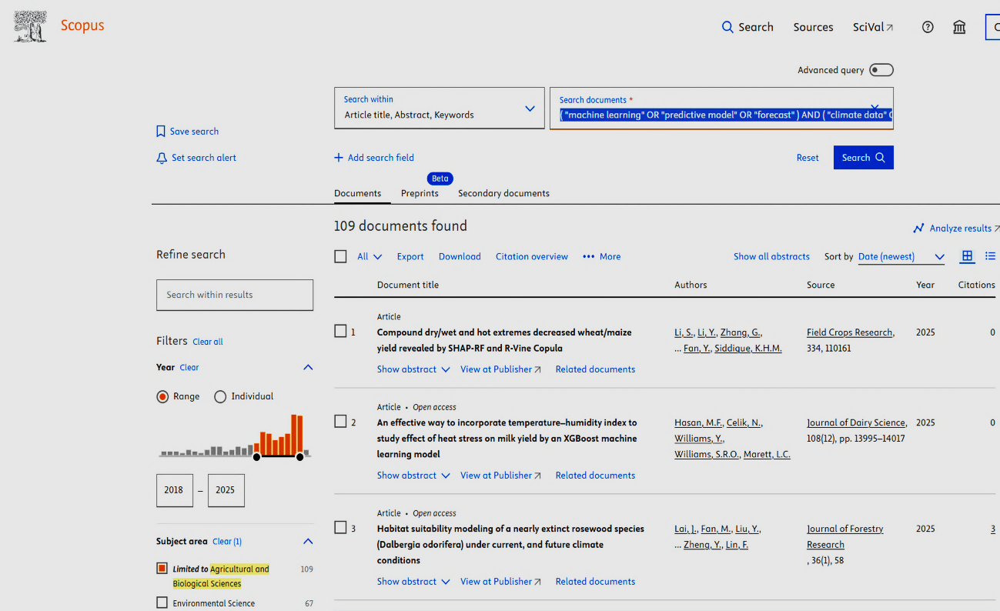 Scopus
Search
Sources
SciVal
Advanced query
Search within
Article title, Abstract, Keywords
Search documents *
( "machine learning" OR "predictive model" OR "forecast" ) AND ( "climate data"
Save search
Set search alert
Add search field
Reset
Search
Beta
Documents
Preprints
Secondary documents
109 documents found
Analyze results
Refine search
All
Export
Download
Citation overview
More
Show all abstracts
Sort by
Date (newest)
Search within results
Document title
Authors
Source
Year
Citations
Filters
Clear all
Year
Clear
Range
Individual
2018
–
2025
Subject area
Clear (1)
Limited to Agricultural and
Biological Sciences
109
Environmental Science
67
1
Article
Compound dry/wet and hot extremes decreased wheat/maize
yield revealed by SHAP-RF and R-Vine Copula
Li, S., Li, Y., Zhang, G.,
... Fan, Y., Siddique, K.H.M.
Field Crops Research,
334, 110161
2025
0
Show abstract
View at Publisher
Related documents
2
Article • Open access
An effective way to incorporate temperature–humidity index to
study effect of heat stress on milk yield by an XGBoost machine
learning model
Hasan, M.F., Celik, N.,
Williams, Y.,
Williams, S.R.O., Marett, L.C.
Journal of Dairy Science,
108(12), pp. 13995–14017
2025
0
Show abstract
View at Publisher
Related documents
3
Article • Open access
Habitat suitability modeling of a nearly extinct rosewood species
(Dalbergia odorifera) under current, and future climate
conditions
Lai, J., Fan, M., Liu, Y.,
... Zheng, Y., Lin, F.
Journal of Forestry
Research
, 36(1), 58
2025
3
Show abstract
View at Publisher
Related documents